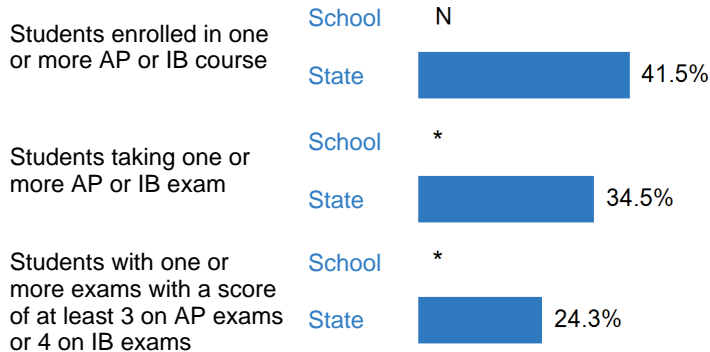 Students enrolled in one
or more AP or IB course
School N
State 41.5%
Students taking one or
more AP or IB exam
School *
State 34.5%
Students with one or
more exams with a score
of at least 3 on AP exams
or 4 on IB exams
School *
State 24.3%